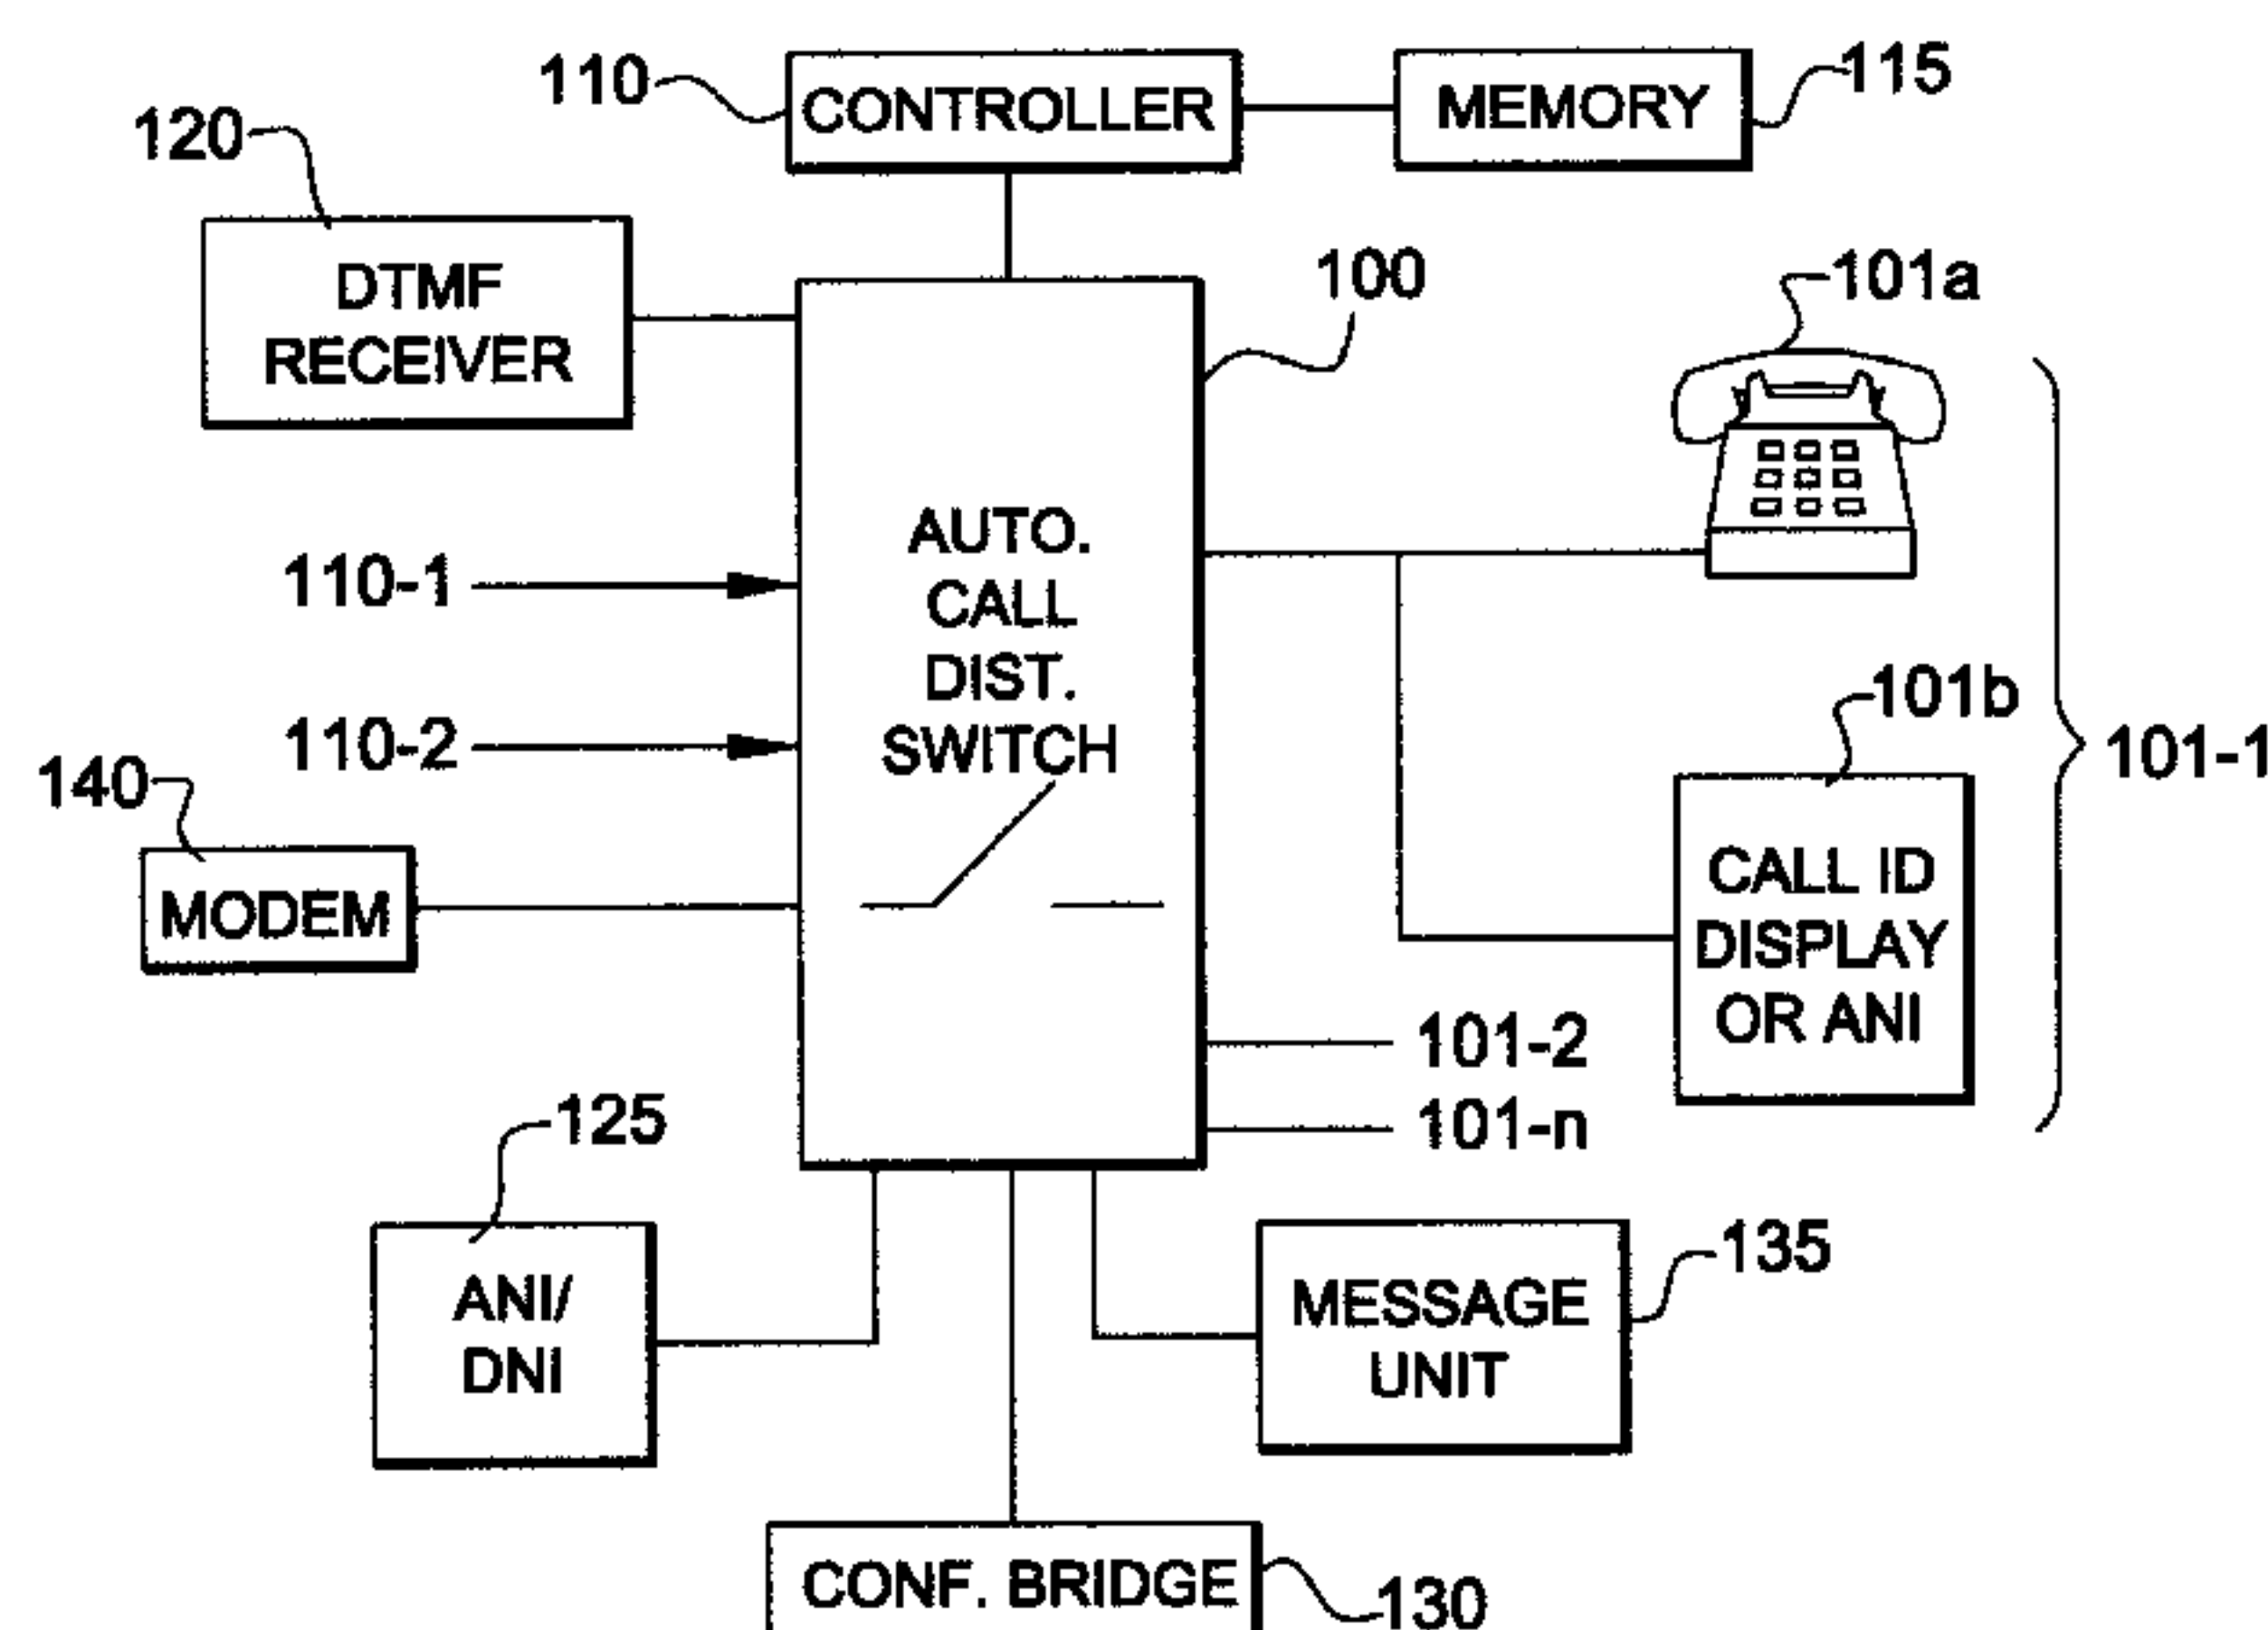 110
CONTROLLER
MEMORY
115
120
DTMF
RECEIVER
100
101a
110-1
110-2
AUTO.
CALL
DIST.
SWITCH
101b
101-1
140
MODEM
CALL ID
DISPLAY
OR ANI
101-2
101-n
125
ANI/
DNI
MESSAGE
UNIT
135
CONF. BRIDGE
130